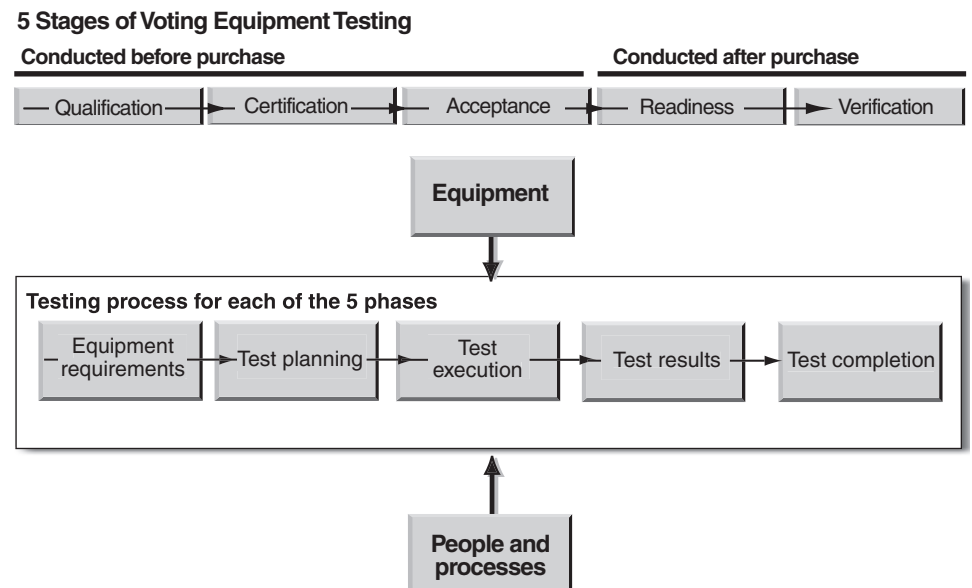 5 Stages of Voting Equipment Testing
Conducted before purchase
Conducted after purchase
Qualification
Certification
Acceptance
Readiness
Verification
Equipment
Testing process for each of the 5 phases
Equipment
requirements
Test planning
Test
execution
Test results
Test completion
People and
processes